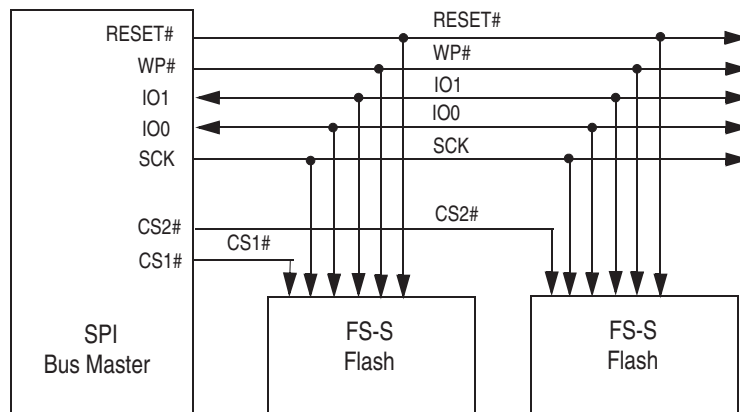 RESET#
RESET#
WP#
WP#
IO1
IO1
IO0
IO0
SCK
SCK
CS2#
CS2#
CS1#
CS1#
SPI
Bus Master
FS-S
Flash
FS-S
Flash